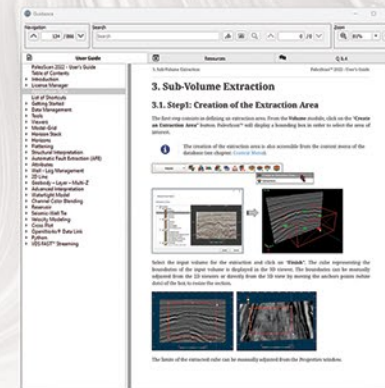 Guidance
Navigation
Search
Zoom
134 /386
Search
0 /0
81%
User Guide
Resources
Q & A
PaleoScan 2022 - User's Guide
Table of Contents
Introduction
License Manager
List of Shortcuts
Getting Started
Data Management
Tools
Viewers
Model-Grid
Horizon Stack
Horizons
Flattening
Structural Interpretation
Automatic Fault Extraction (AFE)
Attributes
Well - Log Management
2D Line
Geobody - Layer - Multi-Z
Advanced Interpretation
Watertight Model
Channel Color Blending
Reservoir
Seismic-Well Tie
Velocity Modeling
Cross Plot
OpenWorks® Data Link
Python
VES FAST™ Streaming
3. Sub-Volume Extraction
PaleoScan™ 2022 - User's Guide
3. Sub-Volume Extraction
3.1. Step1: Creation of the Extraction Area
The first step consists in defining an extraction area. From the Volume module, click on the "Create
an Extraction Area" button. PaleoScan™ will display a bounding box in order to select the area of
interest.
The creation of the extraction area is also accessible from the context menu of the
database (see chapter: Context Menu).
Select the input volume for the extraction and click on "Finish". The cube representing the
boundaries of the input volume is displayed in the 3D viewer. The boundaries can be manually
adjusted from the 2D viewers or directly from the 3D view by moving the anchors points (white
dots) of the box to resize the section.
The limits of the extracted cube can be manually adjusted from the Properties window.